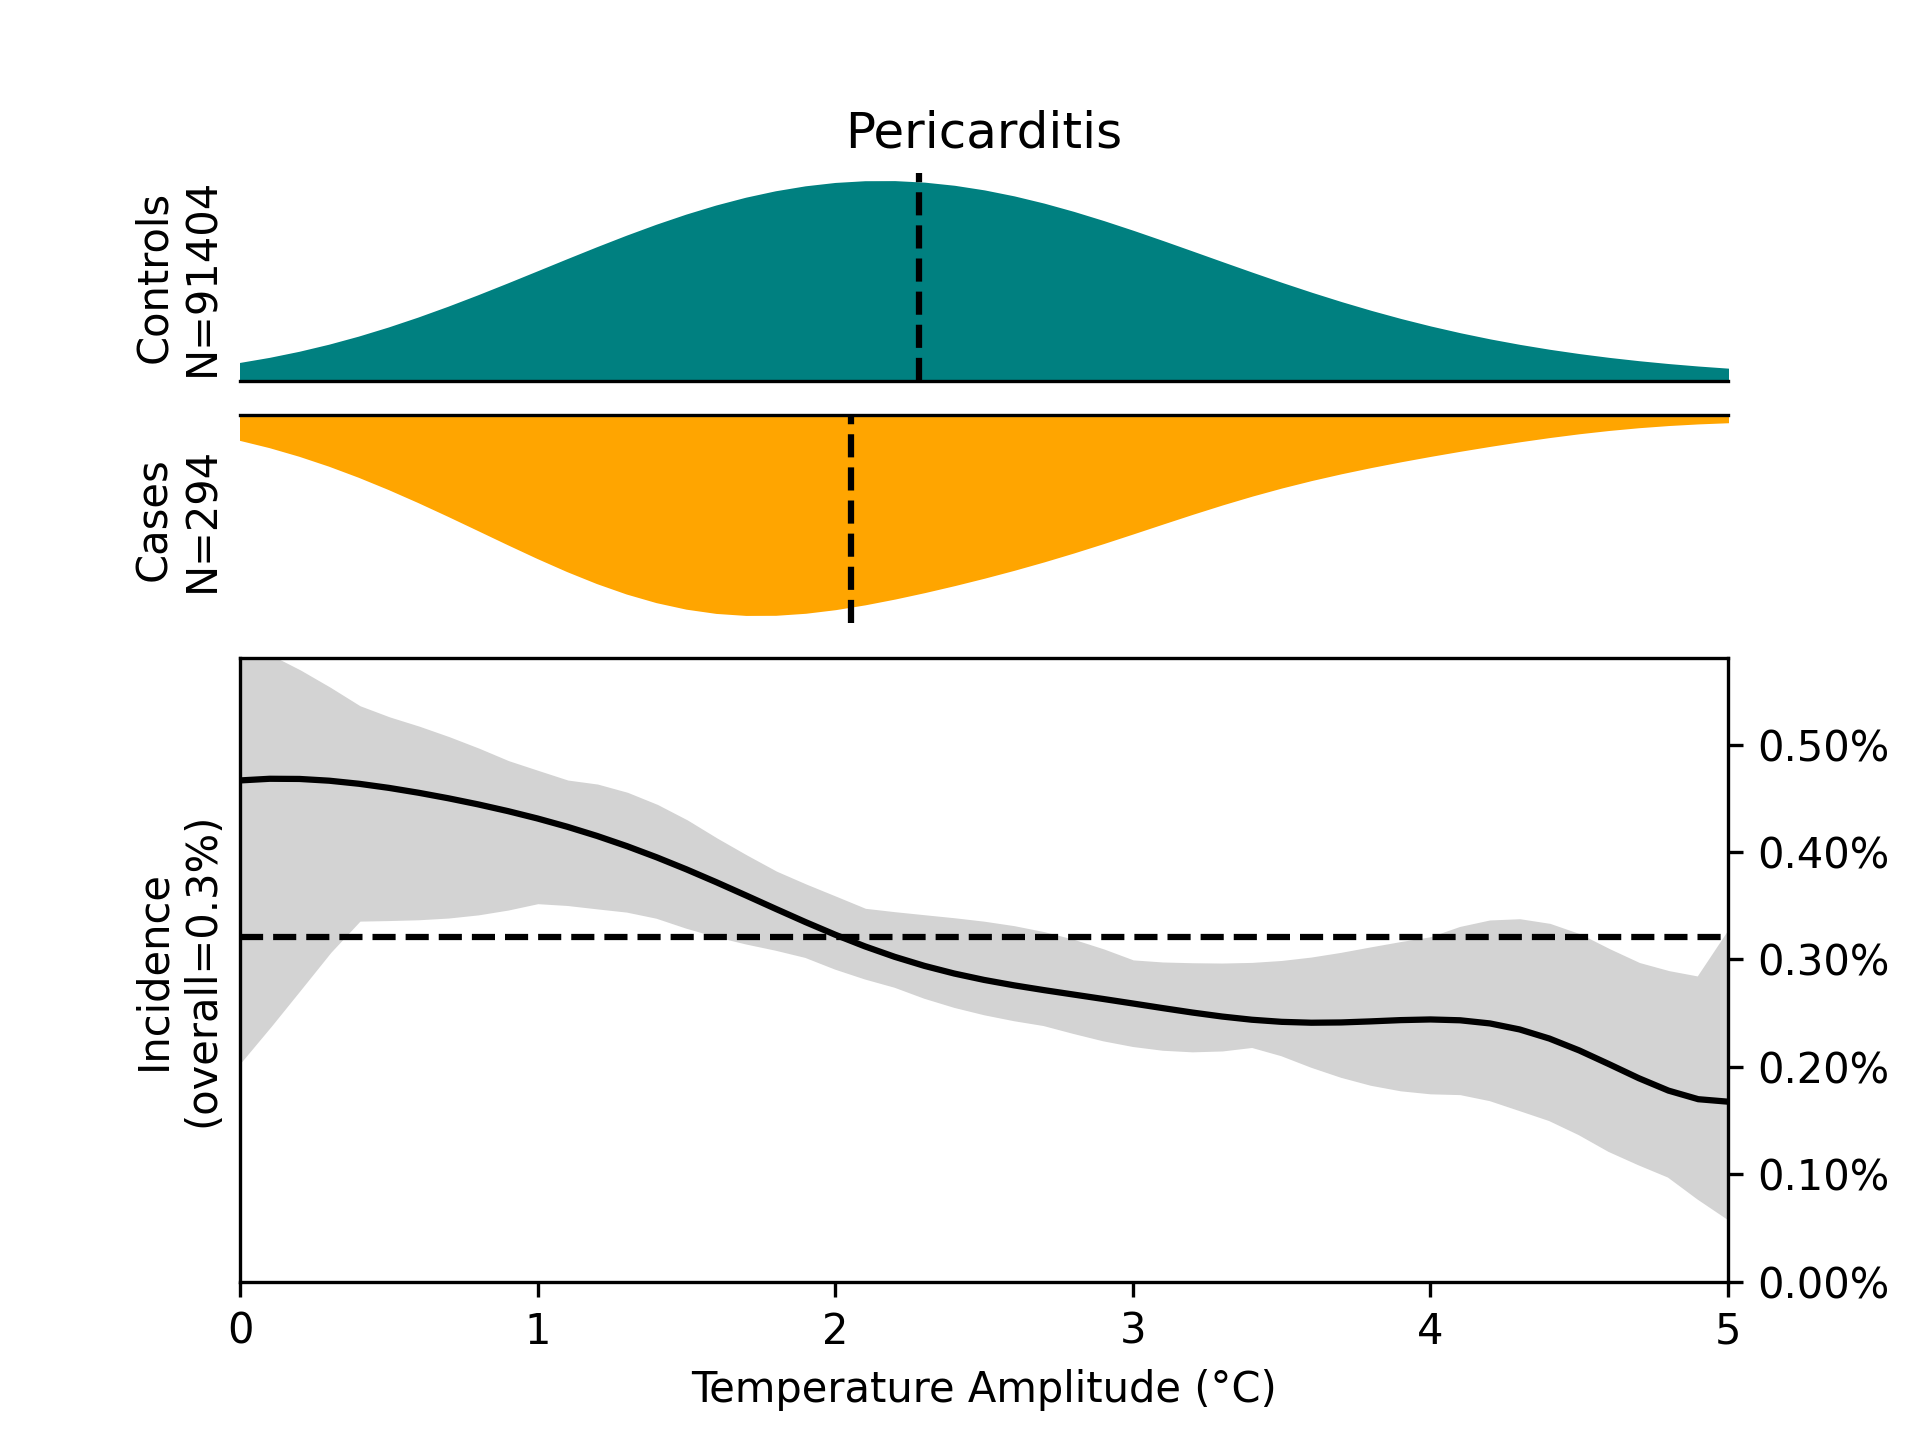 Pericarditis
Controls
N=91404
Cases
N=294
Incidence
(overall=0.3%)
0.50%
0.40%
0.30%
0.20%
0.10%
0.00%
0 1 2 3 4 5
Temperature Amplitude (°C)